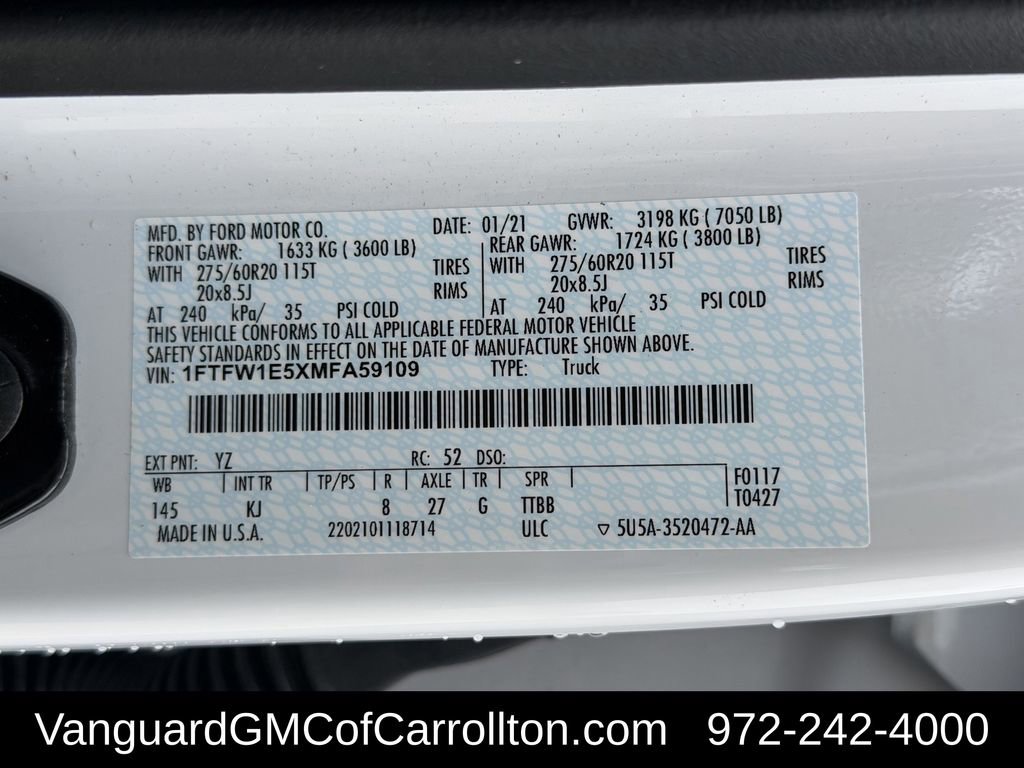 MFD. BY FORD MOTOR CO. DATE: 01/21 GVWR: 3198 KG ( 7050 LB)
FRONT GAWR: 1633 KG ( 3600 LB) REAR GAWR: 1724 KG ( 3800 LB)
WITH 275/60R20 115T TIRES WITH 275/60R20 115T TIRES
20x8.5J RIMS 20x8.5J RIMS
AT 240 kPa/ 35 PSI COLD AT 240 kPa/ 35 PSI COLD
THIS VEHICLE CONFORMS TO ALL APPLICABLE FEDERAL MOTOR VEHICLE
SAFETY STANDARDS IN EFFECT ON THE DATE OF MANUFACTURE SHOWN ABOVE.
VIN: 1FTFW1E5XMFA59109 TYPE: Truck
EXT PNT: YZ RC: 52 DSO:
WB INT TR TP/PS R AXLE TR SPR F0117
145 KJ 8 27 G TTBB T0427
MADE IN U.S.A. 2202101118714 ULC ▽ 5U5A-3520472-AA
VanguardGMCofCarrollton.com 972-242-4000